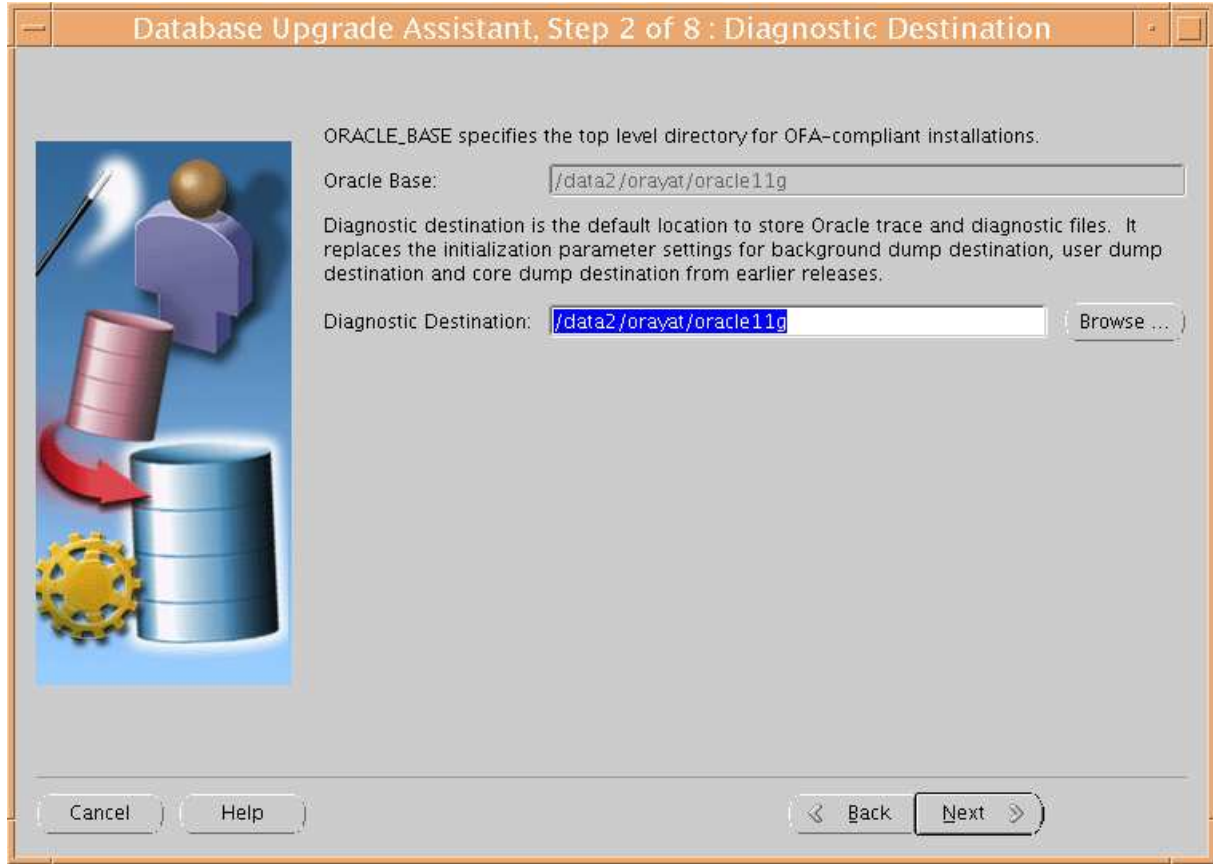 Database Upgrade Assistant, Step 2 of 8 : Diagnostic Destination
ORACLE_BASE specifies the top level directory for OFA-compliant installations.
Oracle Base: /data2/orayat/oracle11g
Diagnostic destination is the default location to store Oracle trace and diagnostic files. It
replaces the initialization parameter settings for background dump destination, user dump
destination and core dump destination from earlier releases.
Diagnostic Destination: /data2/orayat/oracle11g Browse ...
Cancel Help Back Next